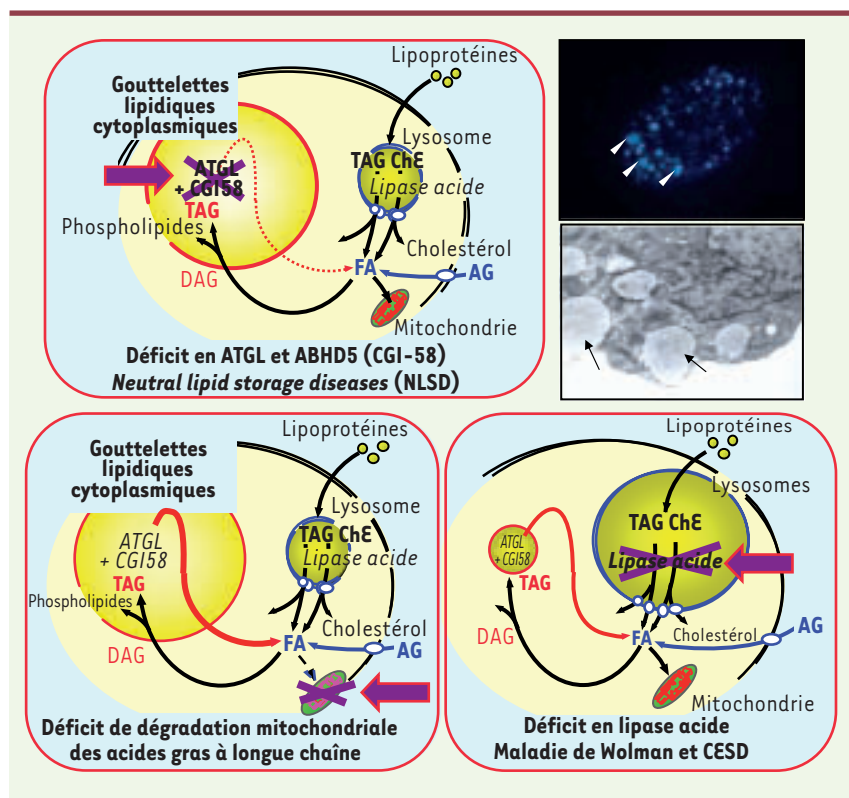 Lipoprotéines
Gouttelettes
lipidiques
cytoplasmiques
Lysosome
TAG ChE
Lipase acide
ATGL
+ CGI58
TAG
Phospholipides
Cholestérol
DAG
FA
AG
Mitochondrie
Déficit en ATGL et ABHD5 (CGI-58)
Neutral lipid storage diseases (NLSD)
Lipoprotéines
Gouttelettes
lipidiques
cytoplasmiques
Lysosome
TAG ChE
Lipase acide
ATGL
+ CGI58
TAG
Phospholipides
Cholestérol
DAG
FA
AG
Déficit de dégradation mitochondriale
des acides gras à longue chaîne
Lipoprotéines
Lysosomes
TAG ChE
Lipase acide
ATGL
+ CGI58
TAG
DAG
FA
Cholestérol
AG
Mitochondrie
Déficit en lipase acide
Maladie de Wolman et CESD